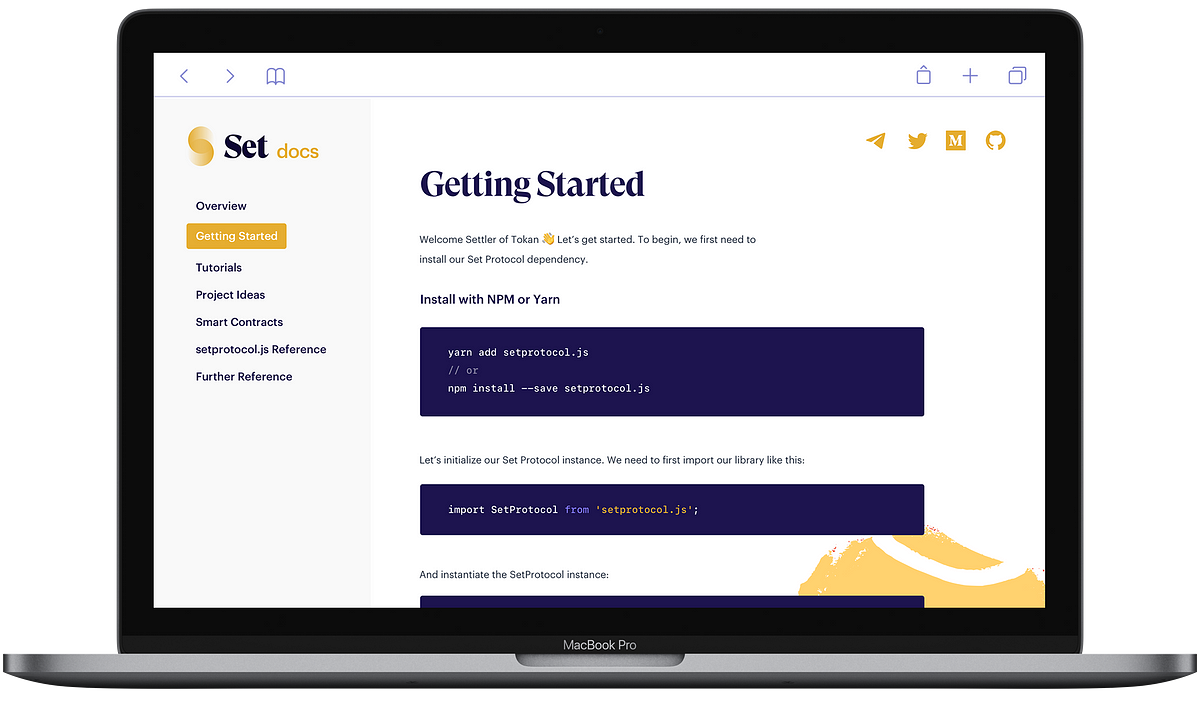 Set docs
Overview
Getting Started
Tutorials
Project Ideas
Smart Contracts
setprotocol.js Reference
Further Reference
M
Getting Started
Welcome Settler of Tokan 👋 Let’s get started. To begin, we first need to
install our Set Protocol dependency.
Install with NPM or Yarn
yarn add setprotocol.js
// or
npm install --save setprotocol.js
Let’s initialize our Set Protocol instance. We need to first import our library like this:
import SetProtocol from 'setprotocol.js';
And instantiate the SetProtocol instance:
MacBook Pro